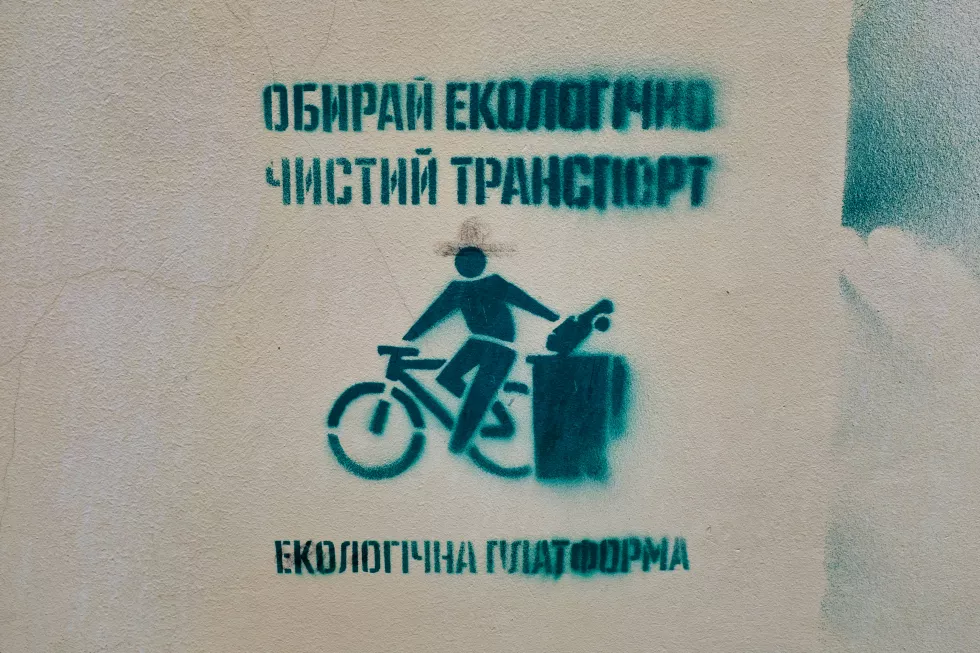 ОБИРАЙ ЕКОЛОГІЧНО
ЧИСТИЙ ТРАНСПОРТ
ЕКОЛОГІЧНА ПЛАТФОРМА